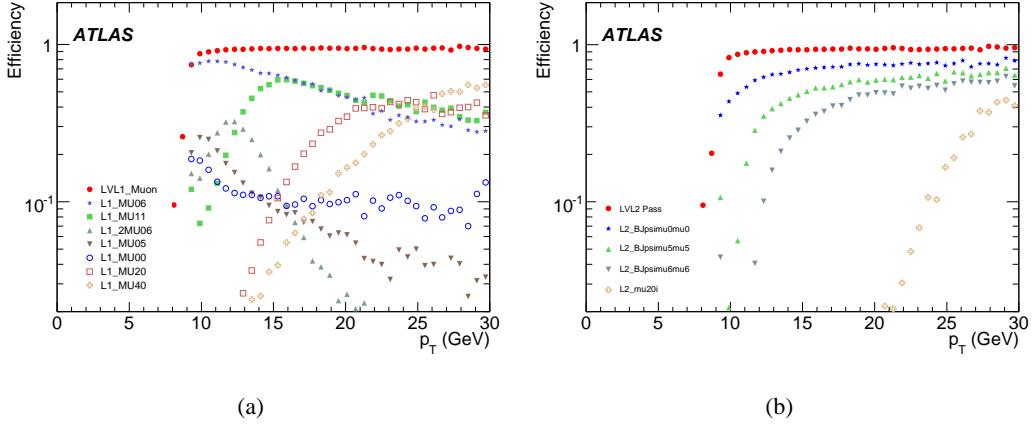 Efficiency
ATLAS
1
10⁻¹
LVL1_Muon
L1_MU06
L1_MU11
L1_2MU06
L1_MU05
L1_MU00
L1_MU20
L1_MU40
0 5 10 15 20 25 30
p_T (GeV)
(a)
Efficiency
ATLAS
1
10⁻¹
LVL2 Pass
L2_BJpsimu0mu0
L2_BJpsimu5mu5
L2_BJpsimu6mu6
L2_mu20i
0 5 10 15 20 25 30
p_T (GeV)
(b)